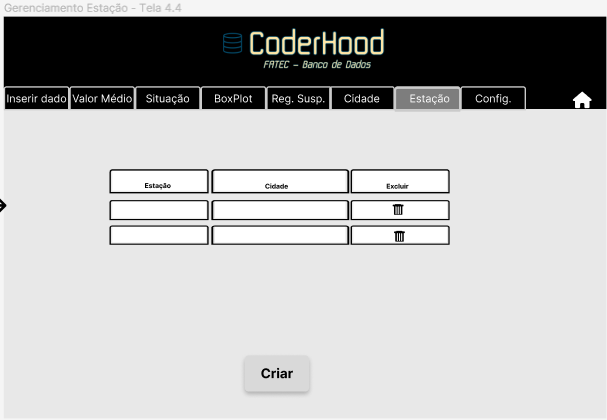 Gerenciamento Estação - Tela 4.4
CoderHood
FATEC - Banco de Dados
Inserir dado Valor Médio Situação BoxPlot Reg. Susp. Cidade Estação Config.
Estação Cidade Excluir
Criar